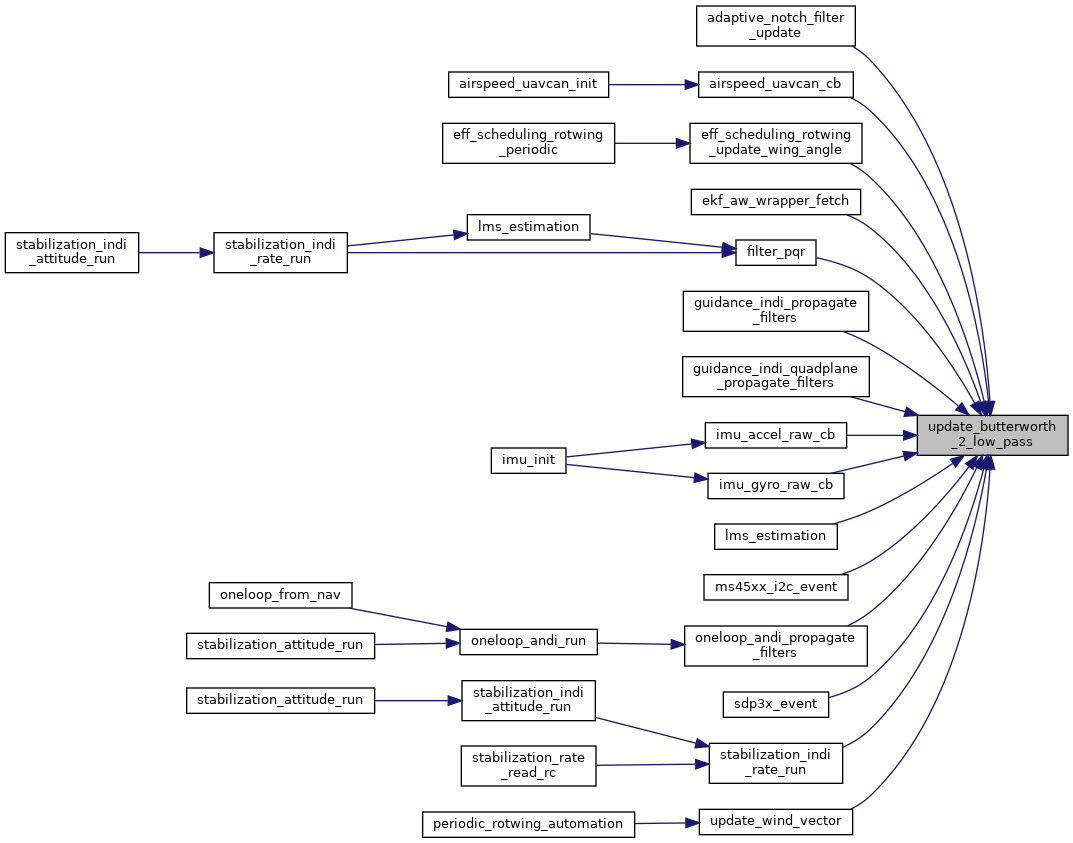 adaptive_notch_filter
_update
airspeed_uavcan_init
airspeed_uavcan_cb
eff_scheduling_rotwing
_periodic
eff_scheduling_rotwing
_update_wing_angle
ekf_aw_wrapper_fetch
stabilization_indi
_attitude_run
stabilization_indi
_rate_run
lms_estimation
filter_pqr
guidance_indi_propagate
_filters
guidance_indi_quadplane
_propagate_filters
update_butterworth
_2_low_pass
imu_init
imu_accel_raw_cb
imu_gyro_raw_cb
lms_estimation
ms45xx_i2c_event
oneloop_from_nav
stabilization_attitude_run
oneloop_andi_run
oneloop_andi_propagate
_filters
sdp3x_event
stabilization_attitude_run
stabilization_indi
_attitude_run
stabilization_rate
_read_rc
stabilization_indi
_rate_run
periodic_rotwing_automation
update_wind_vector